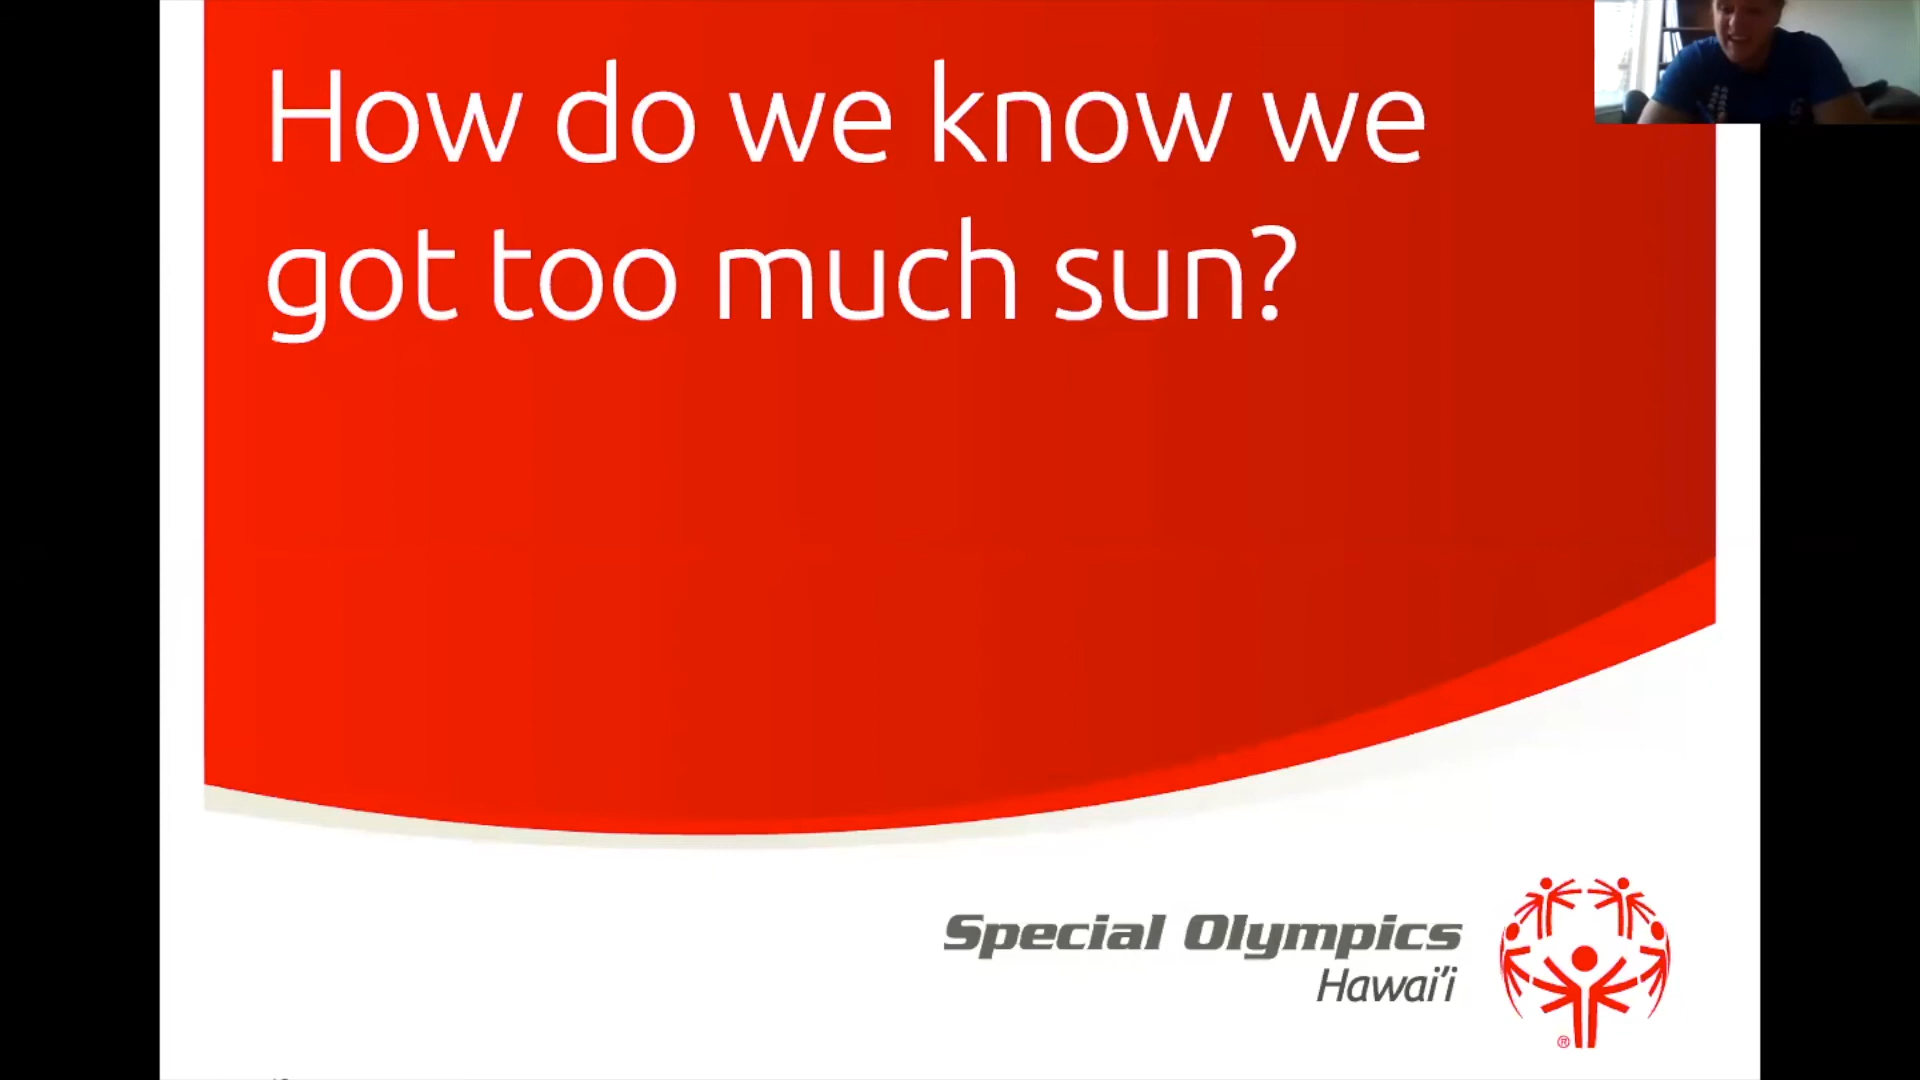 How do we know we
got too much sun?
Special Olympics
Hawai'i
®